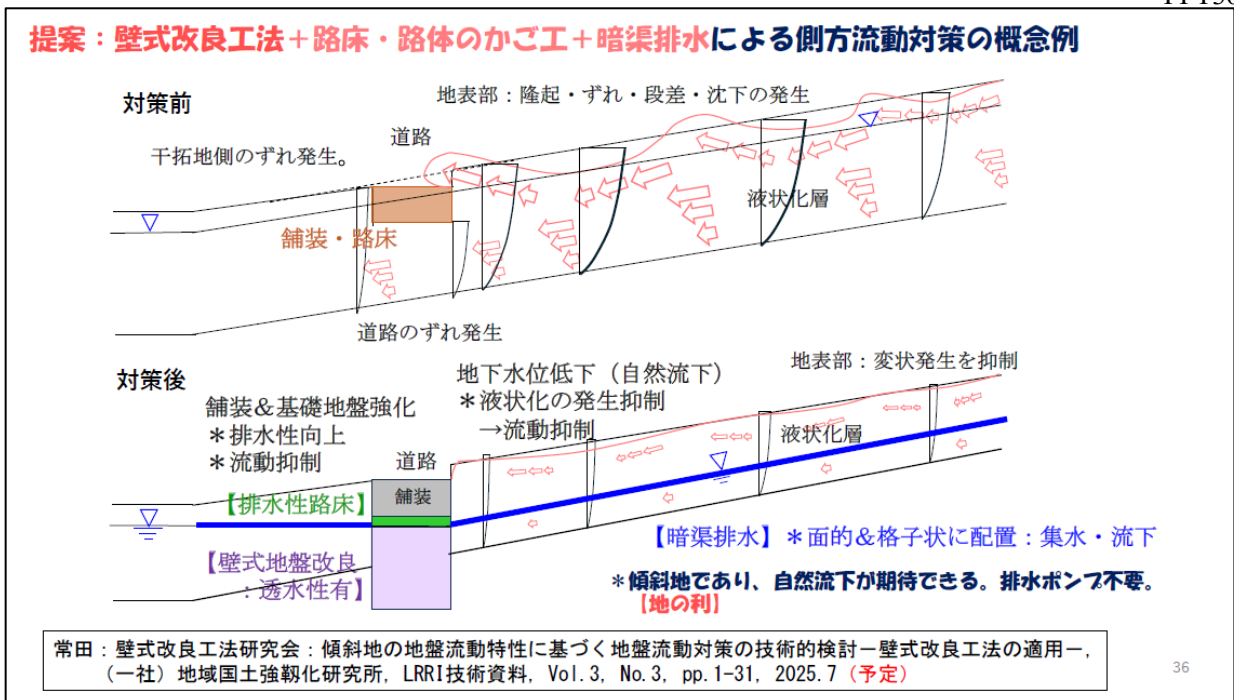 提案：壁式改良工法＋路床・路体のかご工＋暗渠排水による側方流動対策の概念例
対策前
地表部：隆起・ずれ・段差・沈下の発生
道路
干拓地側のずれ発生。
液状化層
舗装・路床
道路のずれ発生
対策後
地表部：変状発生を抑制
地下水位低下（自然流下）
＊液状化の発生抑制
→流動抑制
舗装＆基礎地盤強化
＊排水性向上
＊流動抑制
道路
液状化層
舗装
【排水性路床】
【暗渠排水】＊面的＆格子状に配置：集水・流下
【壁式地盤改良
：透水性有】
＊傾斜地であり、自然流下が期待できる。排水ポンプ不要。
【地の利】
常田：壁式改良工法研究会：傾斜地の地盤流動特性に基づく地盤流動対策の技術的検討－壁式改良工法の適用－，
（一社）地域国土強靱化研究所，LRRI技術資料，Vol.3，No.3，pp.1-31，2025.7（予定）
36